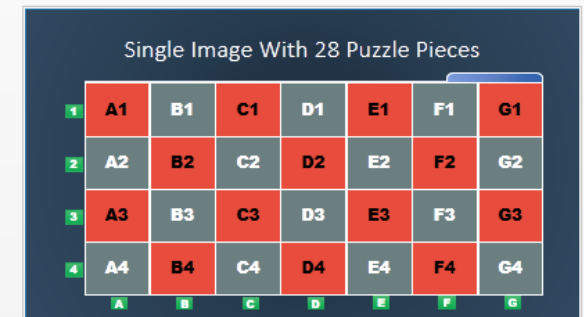 Single Image With 28 Puzzle Pieces
1 A1 B1 C1 D1 E1 F1 G1
2 A2 B2 C2 D2 E2 F2 G2
3 A3 B3 C3 D3 E3 F3 G3
4 A4 B4 C4 D4 E4 F4 G4
A B C D E F G